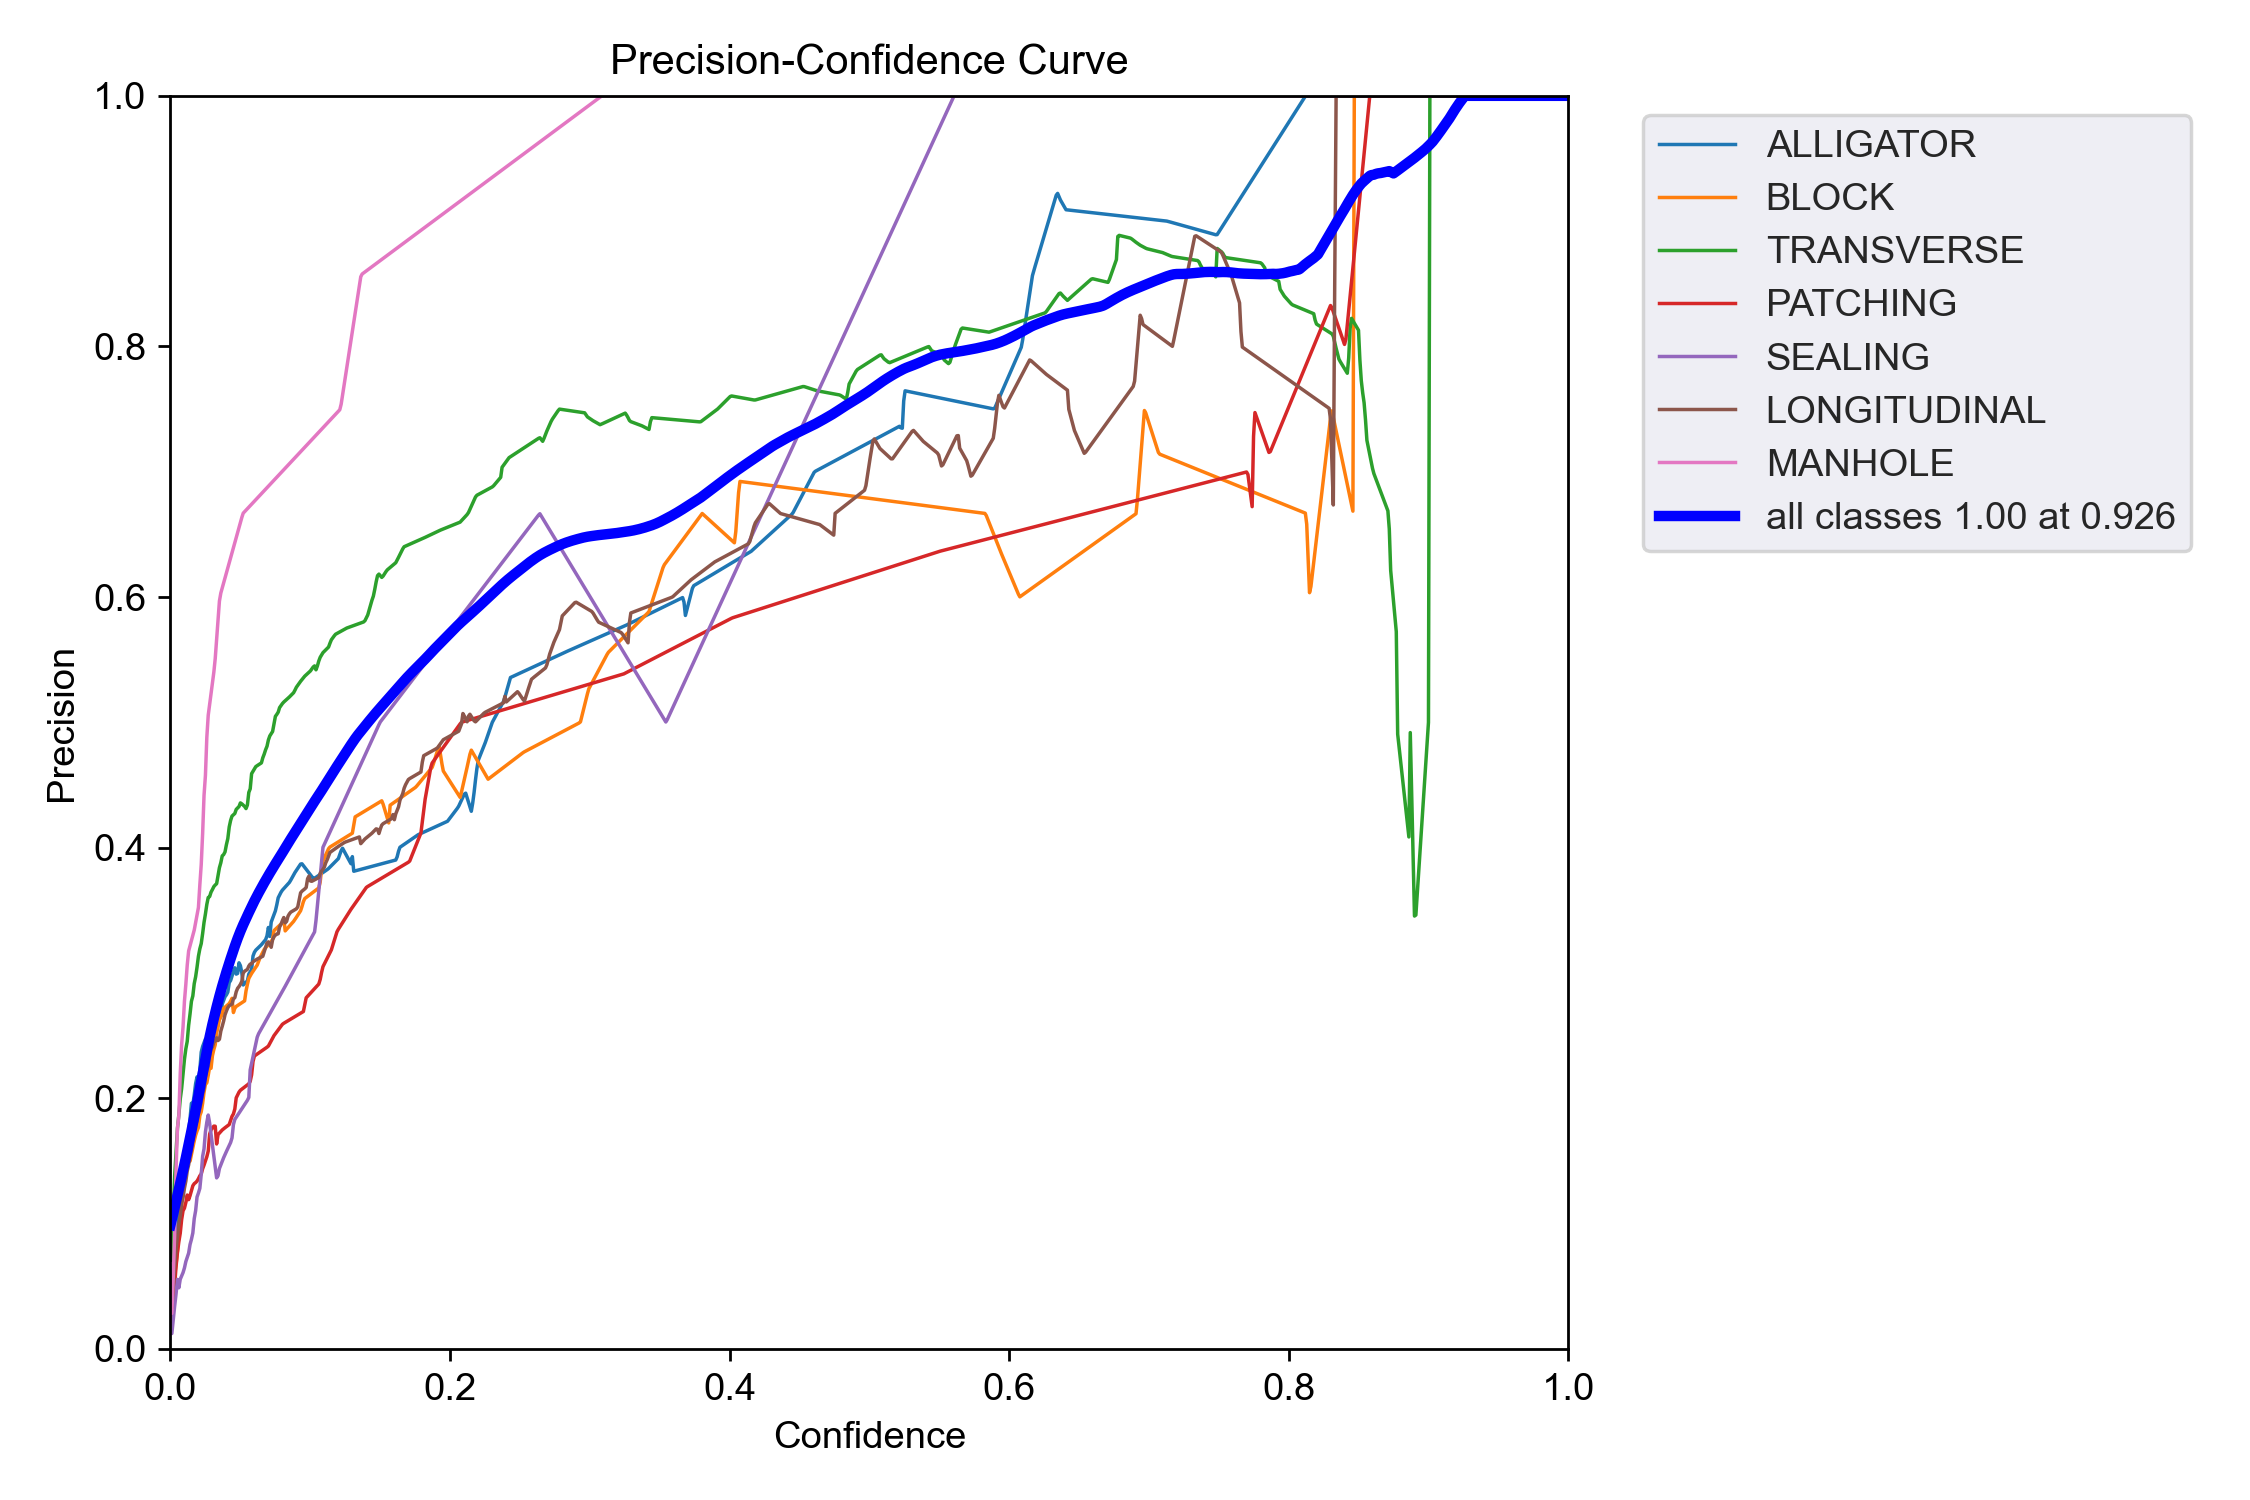 Precision-Confidence Curve
1.0
0.8
0.6
0.4
0.2
0.0
Precision
0.0 0.2 0.4 0.6 0.8 1.0
Confidence
ALLIGATOR
BLOCK
TRANSVERSE
PATCHING
SEALING
LONGITUDINAL
MANHOLE
all classes 1.00 at 0.926